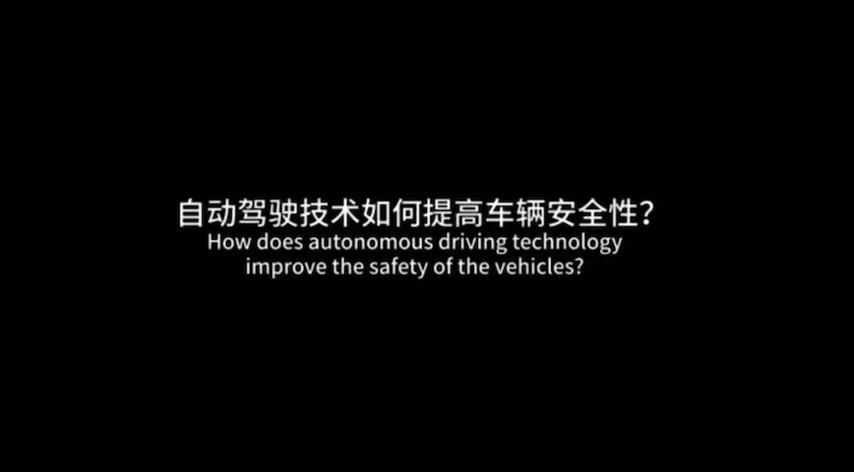 自动驾驶技术如何提高车辆安全性？
How does autonomous driving technology
improve the safety of the vehicles?